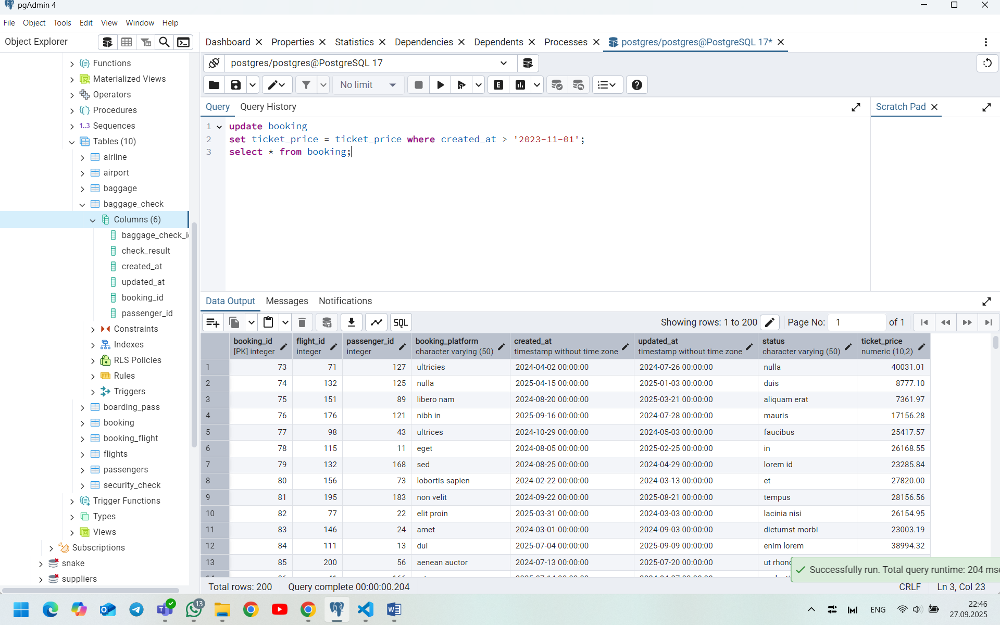 pgAdmin 4
File Object Tools Edit View Window Help
Object Explorer
Dashboard Properties Statistics Dependencies Dependents Processes postgres/postgres@PostgreSQL 17*
postgres/postgres@PostgreSQL 17
No limit
E
Query Query History
Scratch Pad
1 update booking
2 set ticket_price = ticket_price where created_at > '2023-11-01';
3 select * from booking;
Functions
Materialized Views
Operators
Procedures
1..3 Sequences
Tables (10)
airline
airport
baggage
baggage_check
Columns (6)
baggage_check_i
check_result
created_at
updated_at
booking_id
passenger_id
Constraints
Indexes
RLS Policies
Rules
Triggers
boarding_pass
booking
booking_flight
flights
passengers
security_check
Trigger Functions
Types
Views
Subscriptions
snake
suppliers
Data Output Messages Notifications
SQL
Showing rows: 1 to 200
Page No: 1 of 1
booking_id flight_id passenger_id booking_platform created_at updated_at status ticket_price
[PK] integer integer integer character varying (50) timestamp without time zone timestamp without time zone character varying (50) numeric (10,2)
1 73 71 127 ultricies 2024-04-02 00:00:00 2024-07-26 00:00:00 nulla 40031.01
2 74 132 125 nulla 2025-04-15 00:00:00 2025-01-03 00:00:00 duis 8777.10
3 75 151 89 libero nam 2024-08-20 00:00:00 2025-03-21 00:00:00 aliquam erat 7361.97
4 76 176 121 nibh in 2025-09-16 00:00:00 2024-07-28 00:00:00 mauris 17156.28
5 77 98 43 ultrices 2024-10-29 00:00:00 2024-05-03 00:00:00 faucibus 25417.57
6 78 115 11 eget 2024-08-05 00:00:00 2025-02-25 00:00:00 in 26168.55
7 79 132 168 sed 2024-08-25 00:00:00 2024-04-29 00:00:00 lorem id 23285.84
8 80 156 73 lobortis sapien 2024-02-22 00:00:00 2024-03-13 00:00:00 et 27820.00
9 81 195 183 non velit 2024-09-22 00:00:00 2025-08-21 00:00:00 tempus 28156.56
10 82 77 22 elit proin 2025-03-31 00:00:00 2024-03-03 00:00:00 lacinia nisi 26154.95
11 83 146 24 amet 2024-03-01 00:00:00 2024-09-03 00:00:00 dictumst morbi 23003.19
12 84 111 13 dui 2025-07-04 00:00:00 2025-09-09 00:00:00 enim lorem 38994.32
13 85 200 56 aenean auctor 2024-07-13 00:00:00 2025-07-20 00:00:00 ut rhon
Successfully run. Total query runtime: 204 mse
Total rows: 200 Query complete 00:00:00.204
CRLF Ln 3, Col 23
13
ENG
22:46
27.09.2025